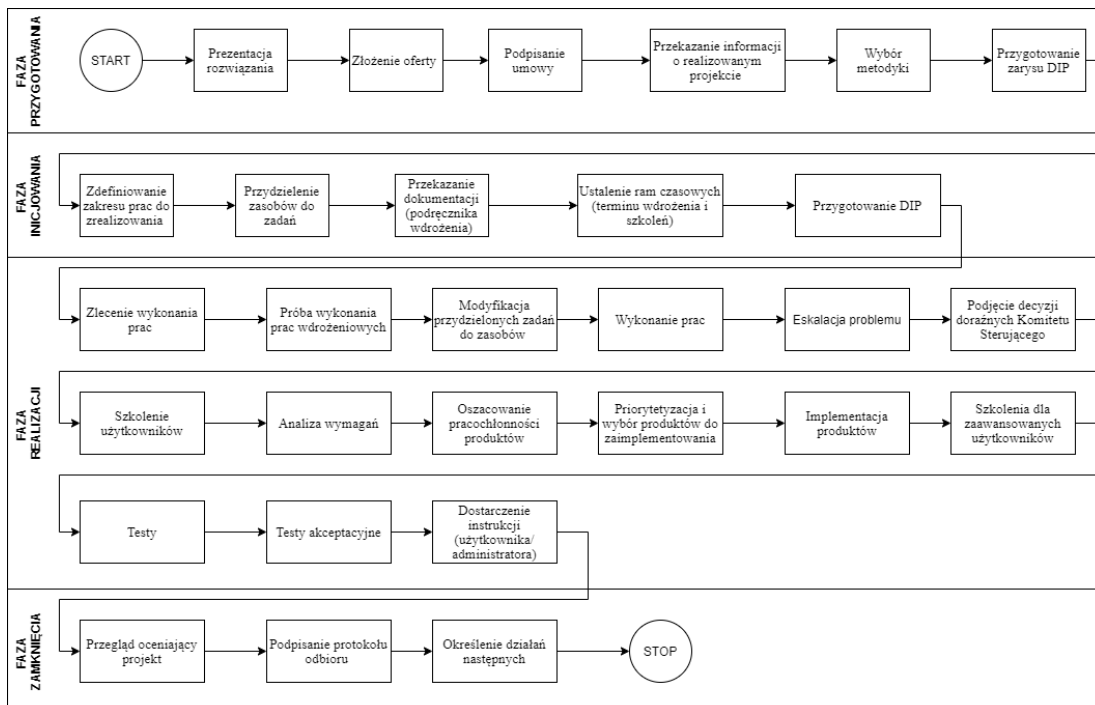 FAZA
PRZYGOTOWANIA
START
Prezentacja
rozwiązania
Złożenie oferty
Podpisanie
umowy
Przekazanie informacji
o realizowanym
projekcie
Wybór
metodyki
Przygotowanie
zarysu DIP
FAZA
INICJOWANIA
Zdefiniowanie
zakresu prac do
zrealizowania
Przydzielenie
zasobów do
zadań
Przekazanie
dokumentacji
(podręcznika
wdrożenia)
Ustalenie ram czasowych
(terminu wdrożenia i
szkoleń)
Przygotowanie DIP
FAZA
REALIZACJI
Zlecenie wykonania
prac
Próba wykonania
prac wdrożeniowych
Modyfikacja
przydzielonych zadań
do zasobów
Wykonanie prac
Eskalacja problemu
Podjęcie decyzji
doraźnych Komitetu
Sterującego
Szkolenie
użytkowników
Analiza wymagań
Oszacowanie
pracochłonności
produktów
Priorytetyzacja i
wybór produktów do
zaimplementowania
Implementacja
produktów
Szkolenia dla
zaawansowanych
użytkowników
Testy
Testy akceptacyjne
Dostarczenie
instrukcji
(użytkownika/
administratora)
FAZA
ZAMKNIĘCIA
Przegląd oceniający
projekt
Podpisanie protokołu
odbioru
Określenie działań
następnych
STOP